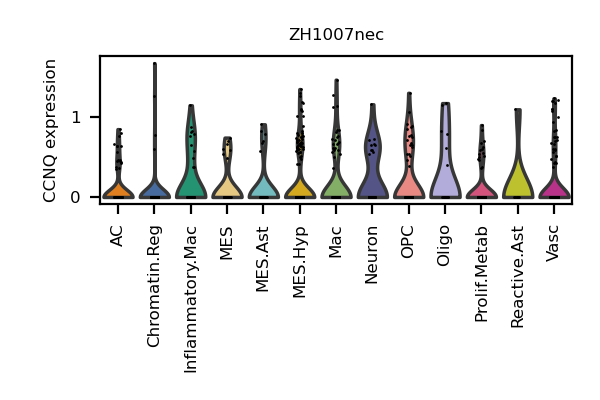 ZH1007nec
CCNQ expression
1
0
AC
Chromatin.Reg
Inflammatory.Mac
MES
MES.Ast
MES.Hyp
Mac
Neuron
OPC
Oligo
Prolif.Metab
Reactive.Ast
Vasc